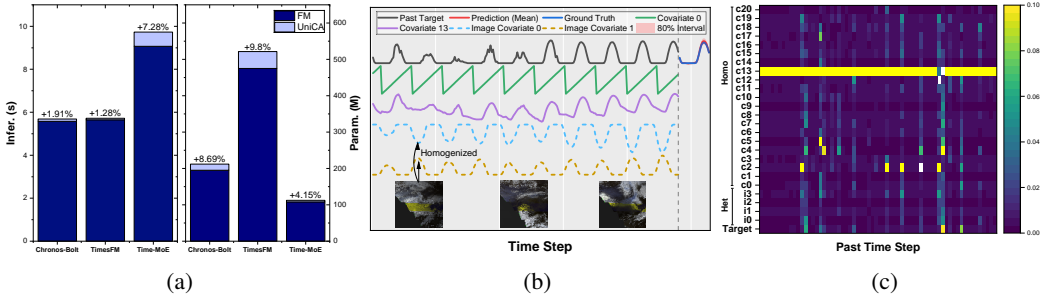 FM
UniCA
Infer. (s)
10
8
6
4
2
0
+1.91%
+1.28%
+7.28%
Chronos-Bolt
TimesFM
Time-MoE
+8.69%
+9.8%
+4.15%
Chronos-Bolt
TimesFM
Time-MoE
600
500
400
300
200
100
0
Param. (M)
(a)
Past Target
Prediction (Mean)
Ground Truth
Covariate 0
Covariate 13
Image Covariate 0
Image Covariate 1
80% Interval
Homogenized
Time Step
(b)
Homo
Het
c20
c19
c18
c17
c16
c15
c14
c13
c12
c11
c10
c9
c8
c7
c6
c5
c4
c3
c2
c1
c0
i3
i2
i1
i0
Target
Past Time Step
0.10
0.08
0.06
0.04
0.02
0.00
(c)